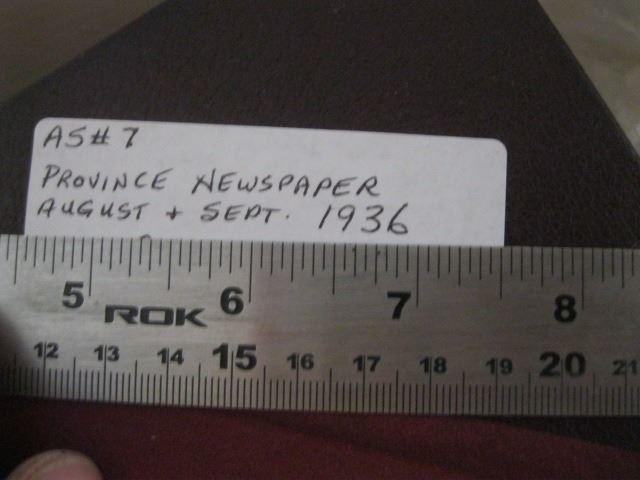 AS# 7
PROVINCE NEWSPAPER
AUGUST + SEPT. 1936
5 6 7 8
ROK
12 13 14 15 16 17 18 19 20 21